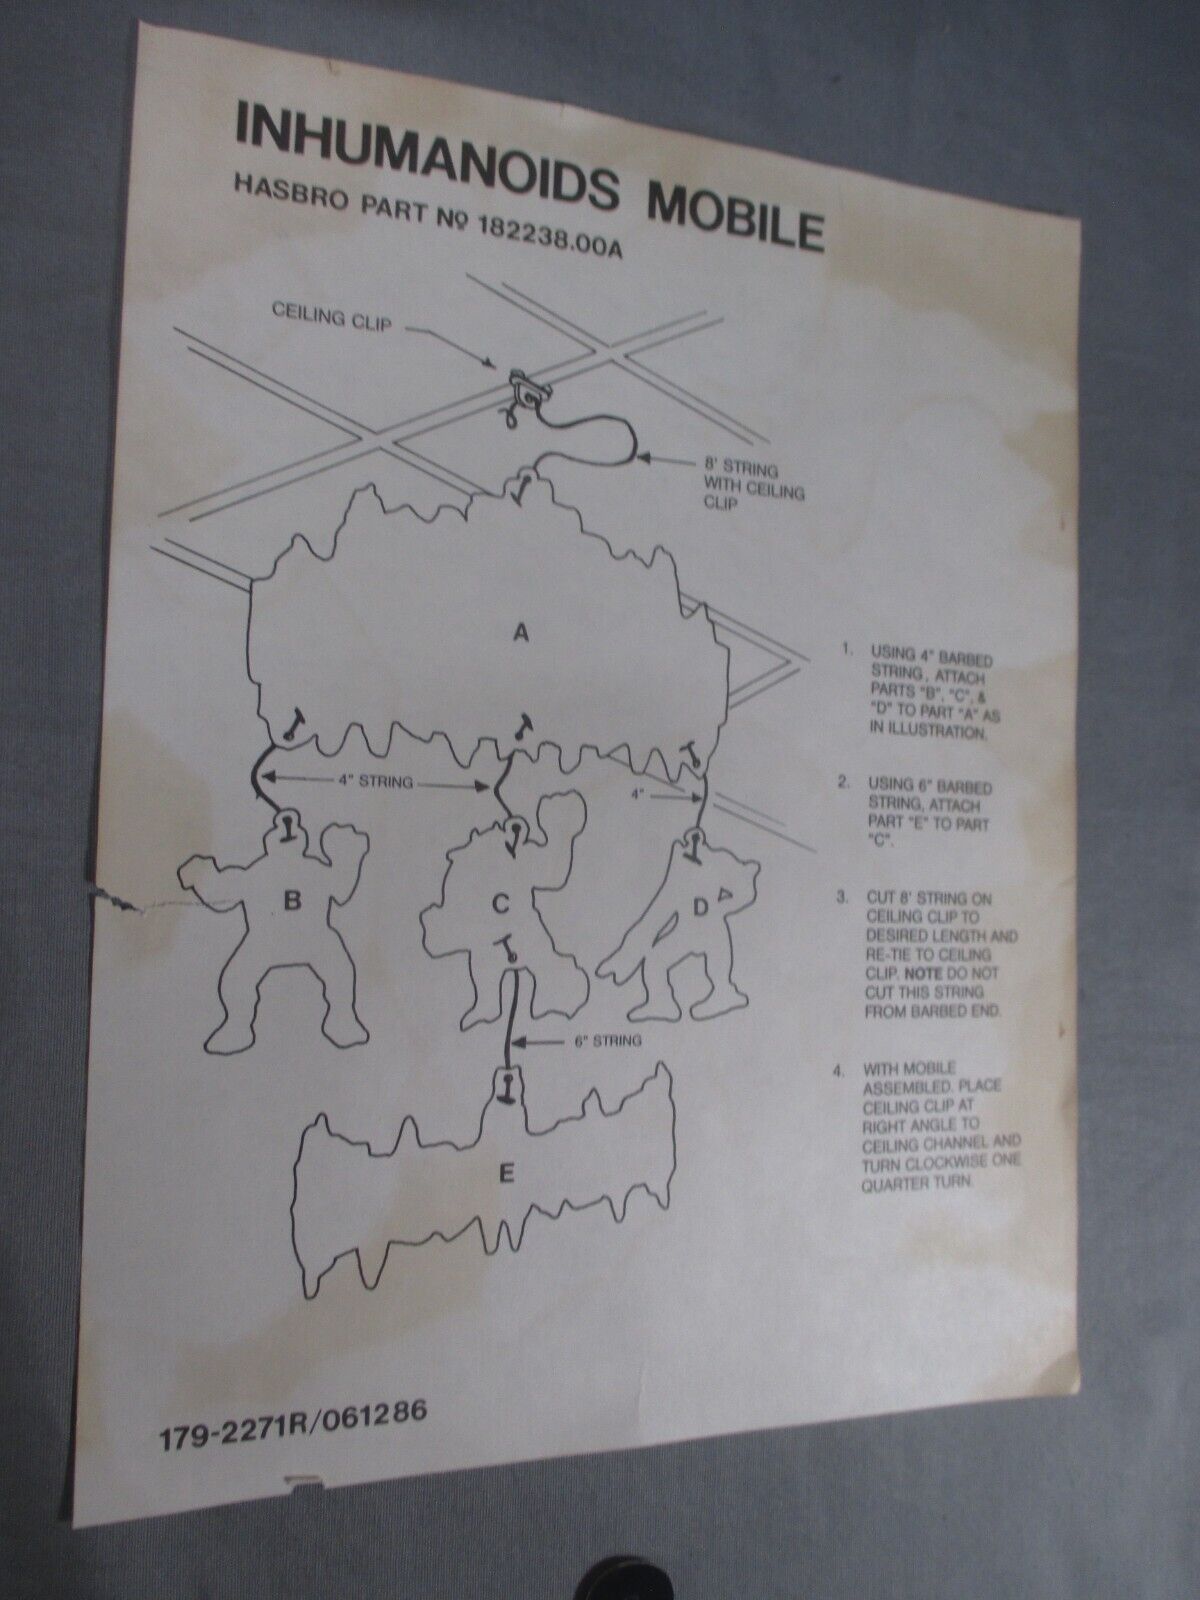 INHUMANOIDS MOBILE
HASBRO PART Nº 182238.00A
CEILING CLIP
8' STRING
WITH CEILING
CLIP
A
4" STRING
4"
B
C
D
6" STRING
E
1. USING 4" BARBED
STRING, ATTACH
PARTS "B", "C", &
"D" TO PART "A" AS
IN ILLUSTRATION.
2. USING 6" BARBED
STRING, ATTACH
PART "E" TO PART
"C".
3. CUT 8' STRING ON
CEILING CLIP TO
DESIRED LENGTH AND
RE-TIE TO CEILING
CLIP. NOTE DO NOT
CUT THIS STRING
FROM BARBED END.
4. WITH MOBILE
ASSEMBLED, PLACE
CEILING CLIP AT
RIGHT ANGLE TO
CEILING CHANNEL AND
TURN CLOCKWISE ONE
QUARTER TURN.
179-2271R/061286